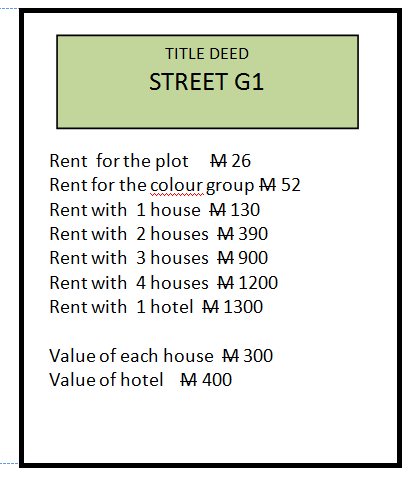 TITLE DEED
STREET G1
Rent for the plot M 26
Rent for the colour group M 52
Rent with 1 house M 130
Rent with 2 houses M 390
Rent with 3 houses M 900
Rent with 4 houses M 1200
Rent with 1 hotel M 1300
Value of each house M 300
Value of hotel M 400